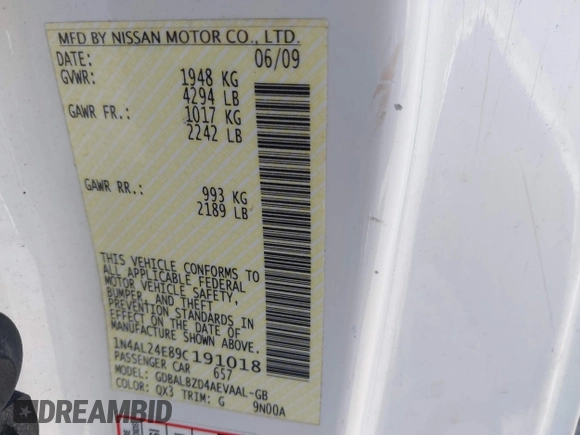 MFD BY NISSAN MOTOR CO., LTD.
DATE: 06/09
GVWR: 1948 KG
4294 LB
GAWR FR.: 1017 KG
2242 LB
GAWR RR.: 993 KG
2189 LB
THIS VEHICLE CONFORMS TO
ALL APPLICABLE FEDERAL
MOTOR VEHICLE SAFETY,
BUMPER, AND THEFT
PREVENTION STANDARDS IN
EFFECT ON THE DATE OF
MANUFACTURE SHOWN ABOVE.
1N4AL24E89C191018
PASSENGER CAR 657
MODEL: GDBALBZD4AEVAAL-GB
COLOR: QX3 TRIM: G 9N00A
DREAMBID